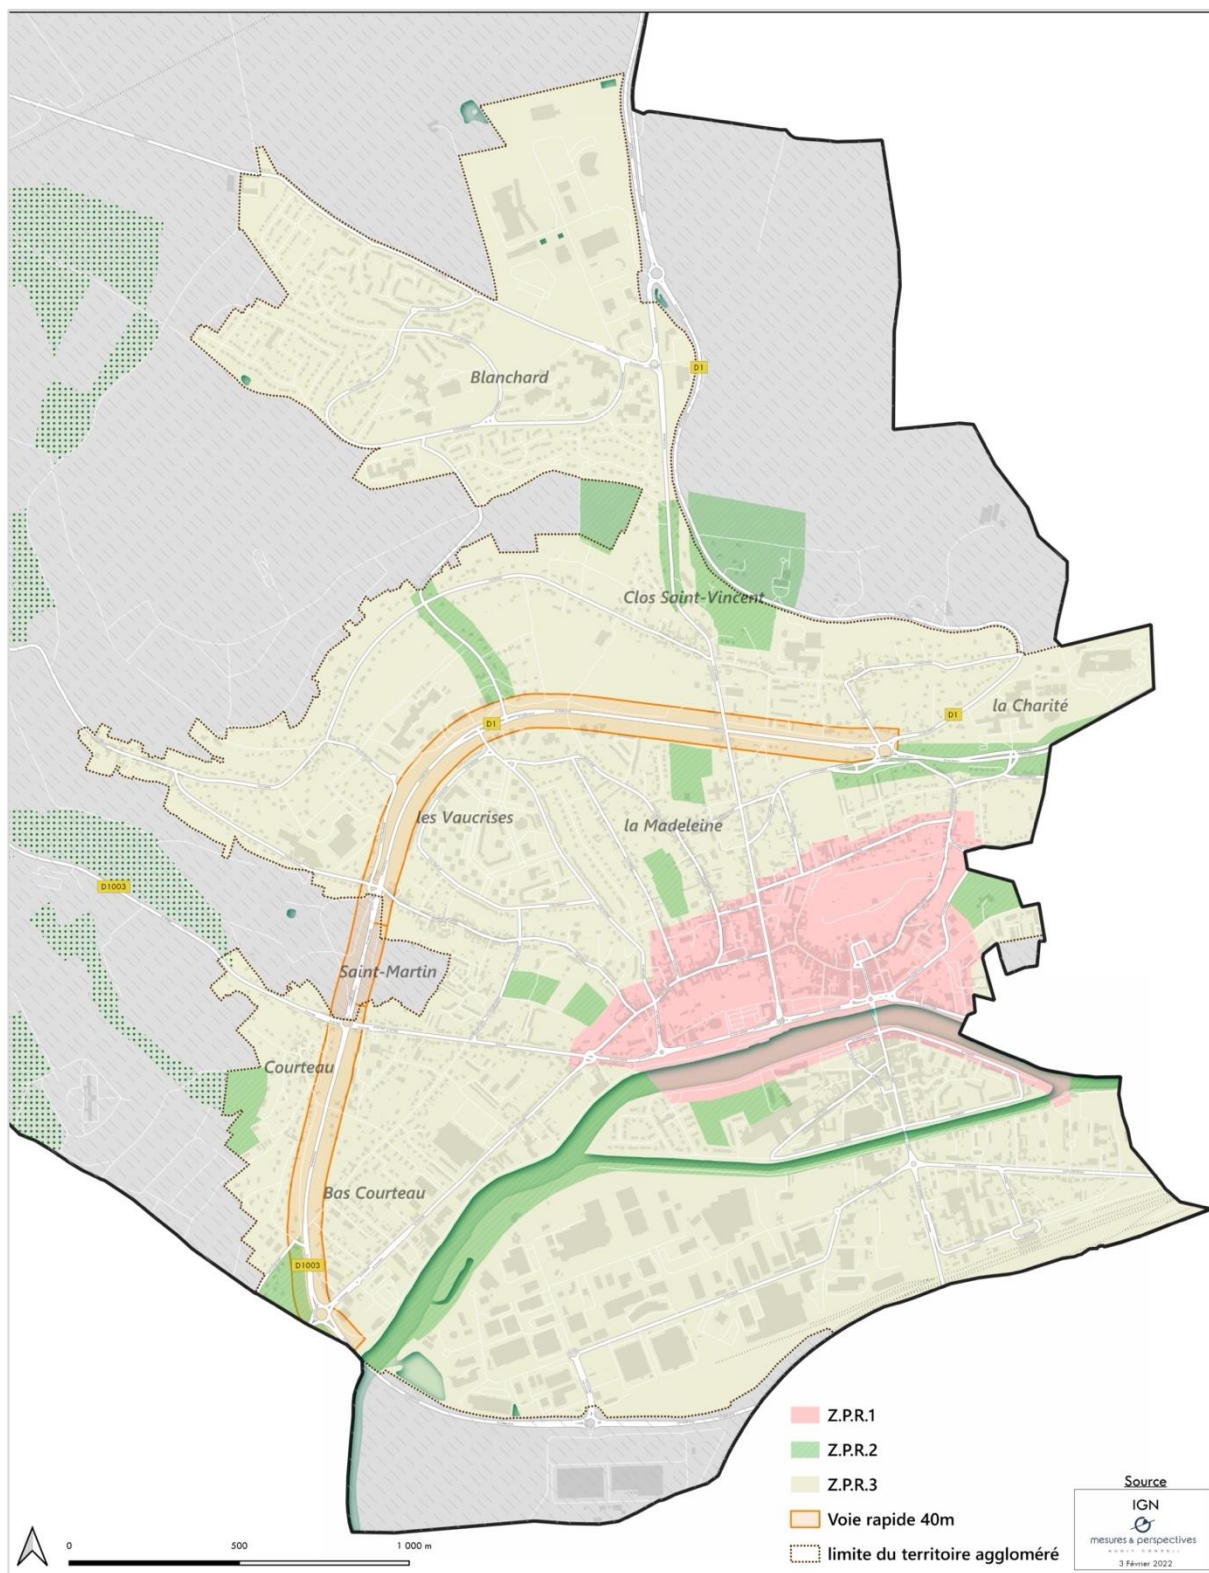 D1
Blanchard
Clos Saint-Vincent
la Charité
D1
D1
les Vaucrises
la Madeleine
D1003
Saint-Martin
Courteau
Bas Courteau
D1003
Z.P.R.1
Z.P.R.2
Z.P.R.3
Voie rapide 40m
limite du territoire aggloméré
Source
IGN
mesures & perspectives
AUDIT CONSEIL
3 Février 2022
0 500 1 000 m